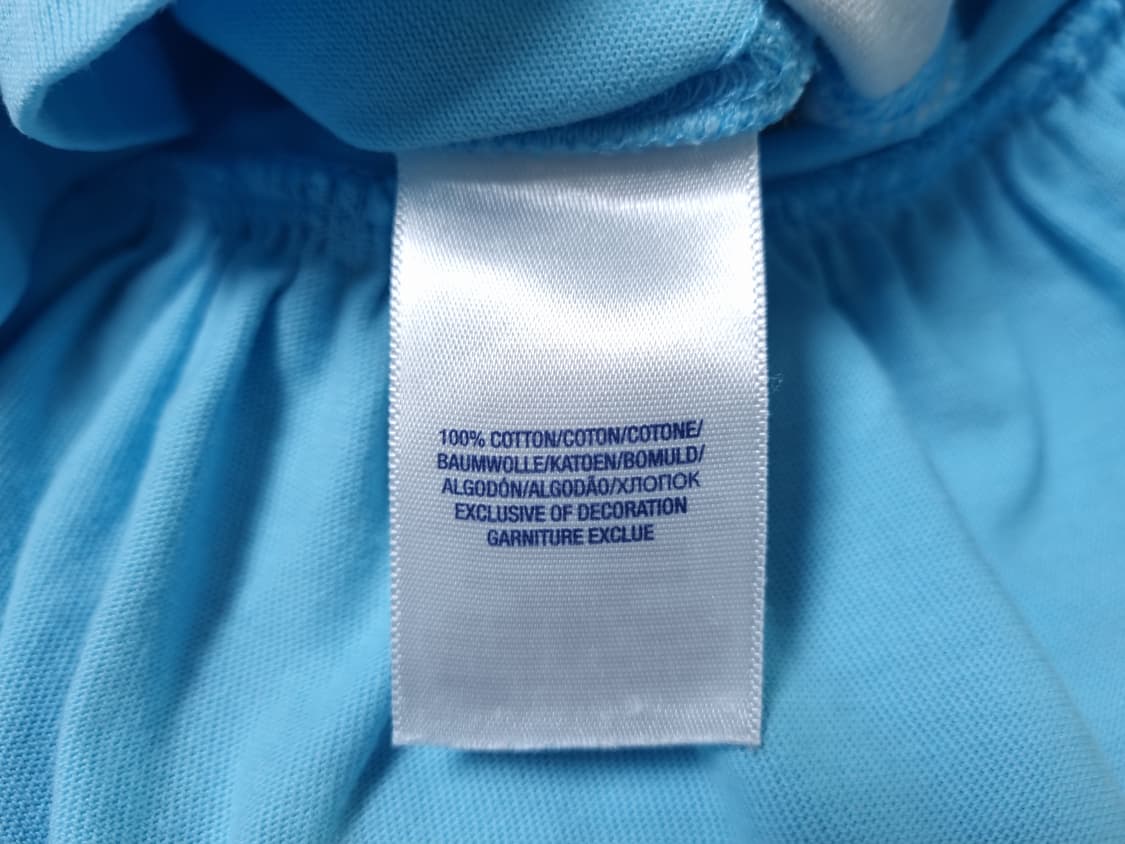 100% COTTON/COTON/COTONE/
BAUMWOLLE/KATOEN/BOMULD/
ALGODÓN/ALGODÃO/ХЛОПОК
EXCLUSIVE OF DECORATION
GARNITURE EXCLUE